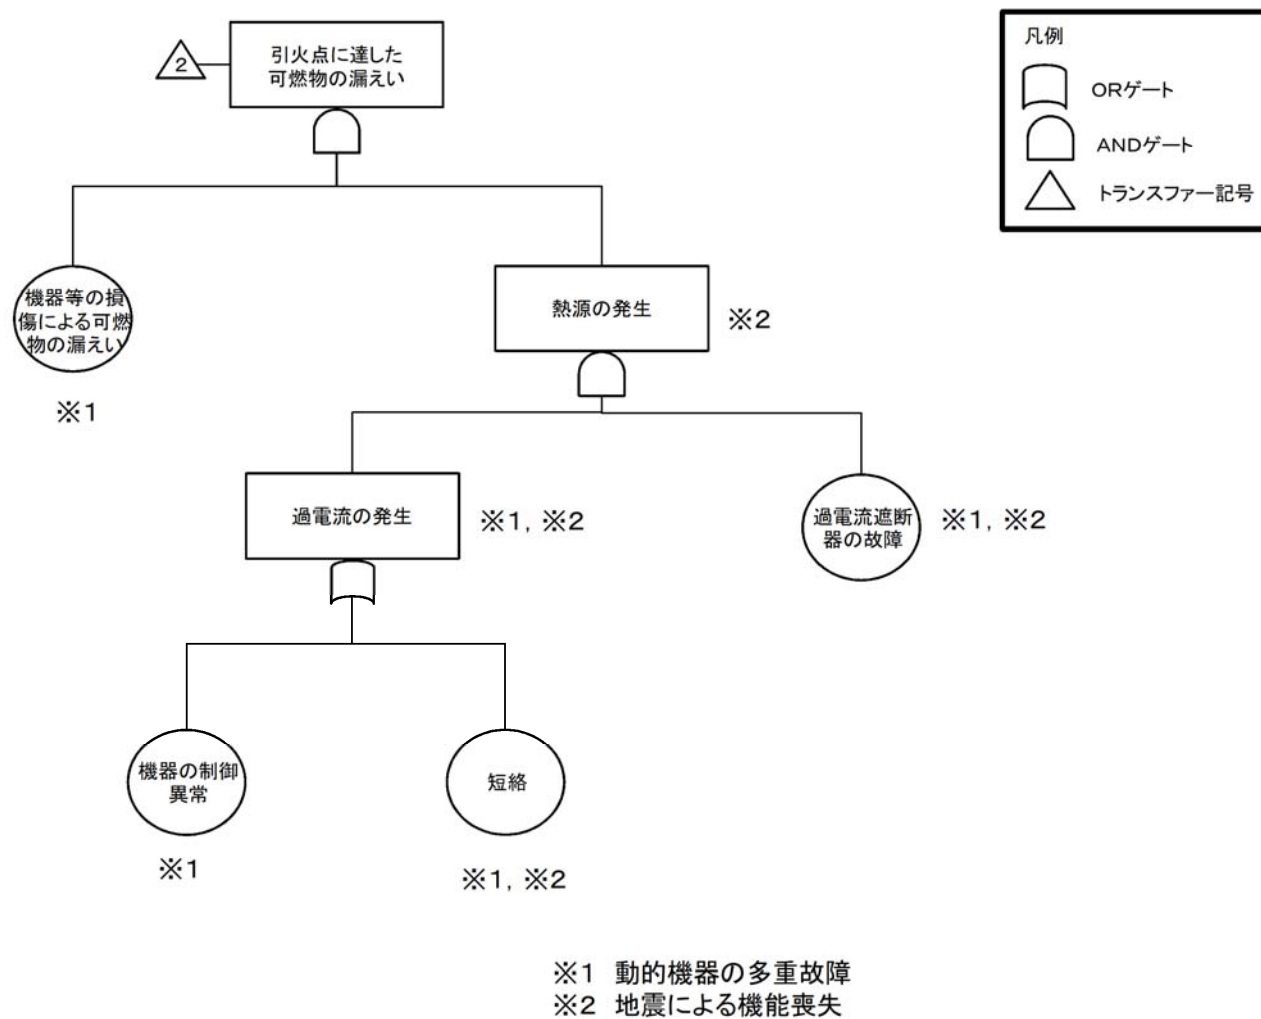 2
引火点に達した
可燃物の漏えい
凡例
ORゲート
ANDゲート
トランスファー記号
機器等の損
傷による可燃
物の漏えい
※1
熱源の発生
※2
過電流の発生
※1, ※2
過電流遮断
器の故障
※1, ※2
機器の制御
異常
※1
短絡
※1, ※2
※1 動的機器の多重故障
※2 地震による機能喪失